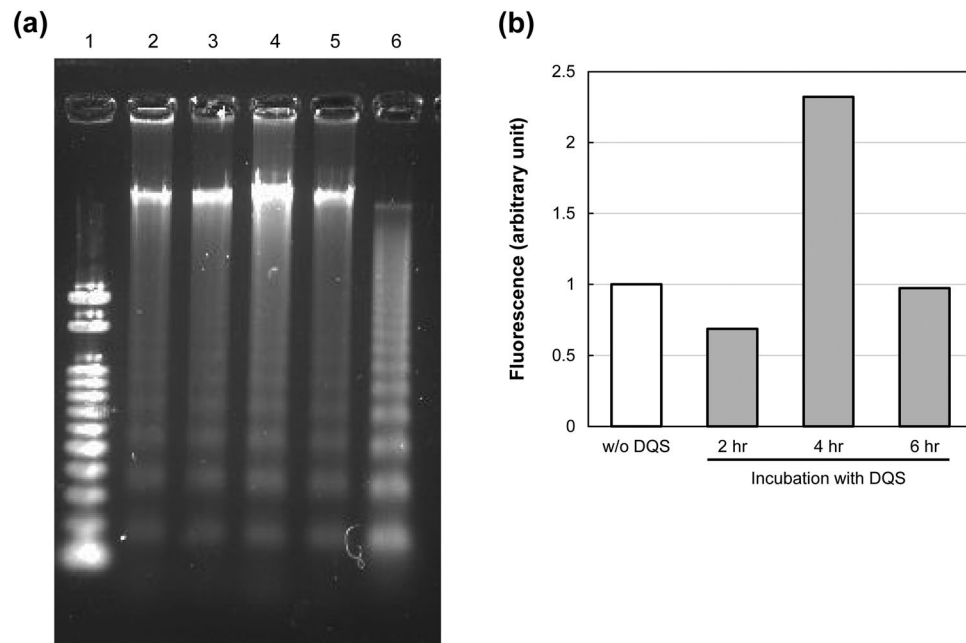 (a)
1 2 3 4 5 6
(b)
Fluorescence (arbitrary unit)
2.5
2
1.5
1
0.5
0
w/o DQS 2 hr 4 hr 6 hr
Incubation with DQS